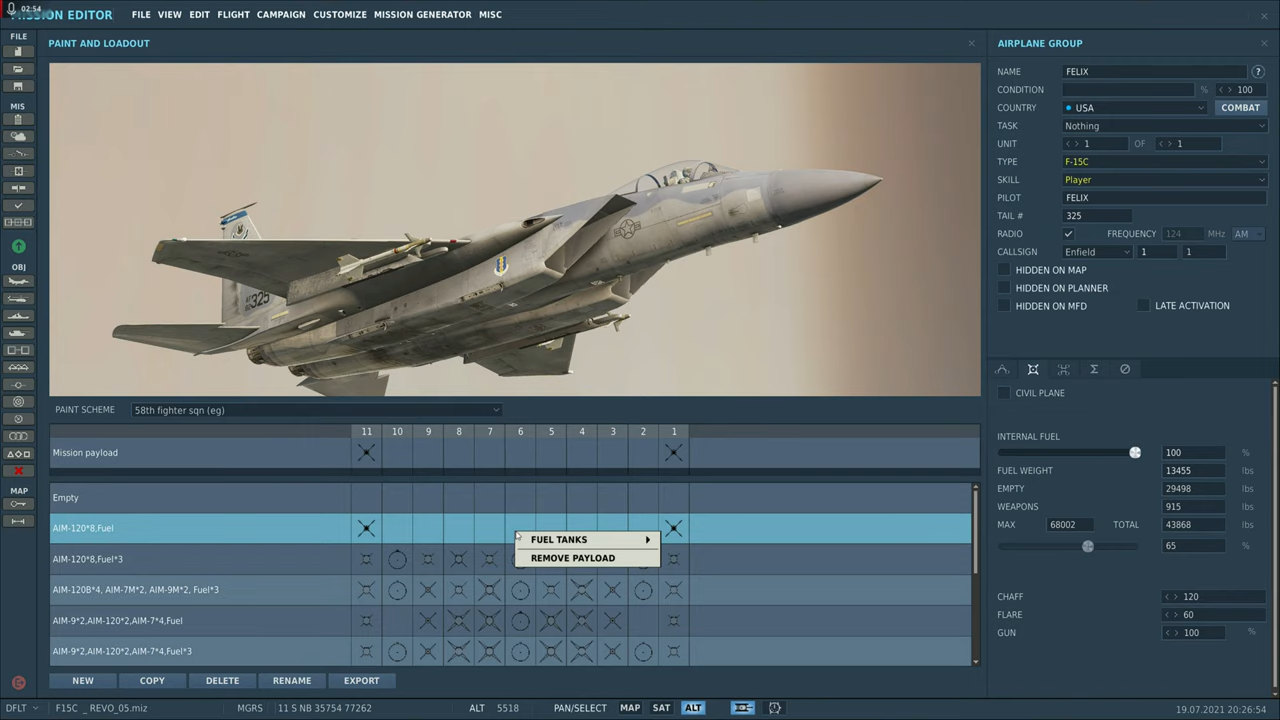 02:54
MISSION EDITOR FILE VIEW EDIT FLIGHT CAMPAIGN CUSTOMIZE MISSION GENERATOR MISC
FILE
MIS
OBJ
MAP
PAINT AND LOADOUT
325
PAINT SCHEME 58th fighter sqn (eg)
11 10 9 8 7 6 5 4 3 2 1
Mission payload
Empty
AIM-120*8,Fuel
FUEL TANKS
REMOVE PAYLOAD
AIM-120*8,Fuel*3
AIM-120B*4, AIM-7M*2, AIM-9M*2, Fuel*3
AIM-9*2,AIM-120*2,AIM-7*4,Fuel
AIM-9*2,AIM-120*2,AIM-7*4,Fuel*3
NEW COPY DELETE RENAME EXPORT
AIRPLANE GROUP
NAME FELIX ?
CONDITION % 100
COUNTRY USA COMBAT
TASK Nothing
UNIT 1 OF 1
TYPE F-15C
SKILL Player
PILOT FELIX
TAIL # 325
RADIO FREQUENCY 124 MHz AM
CALLSIGN Enfield 1 1
HIDDEN ON MAP
HIDDEN ON PLANNER
HIDDEN ON MFD LATE ACTIVATION
CIVIL PLANE
INTERNAL FUEL
100 %
FUEL WEIGHT 13455 lbs
EMPTY 29498 lbs
WEAPONS 915 lbs
MAX 68002 TOTAL 43868 lbs
65 %
CHAFF 120
FLARE 60
GUN 100 %
DFLT F15C _ REVO_05.miz MGRS 11 S NB 35754 77262 ALT 5518 PAN/SELECT MAP SAT ALT 19.07.2021 20:26:54